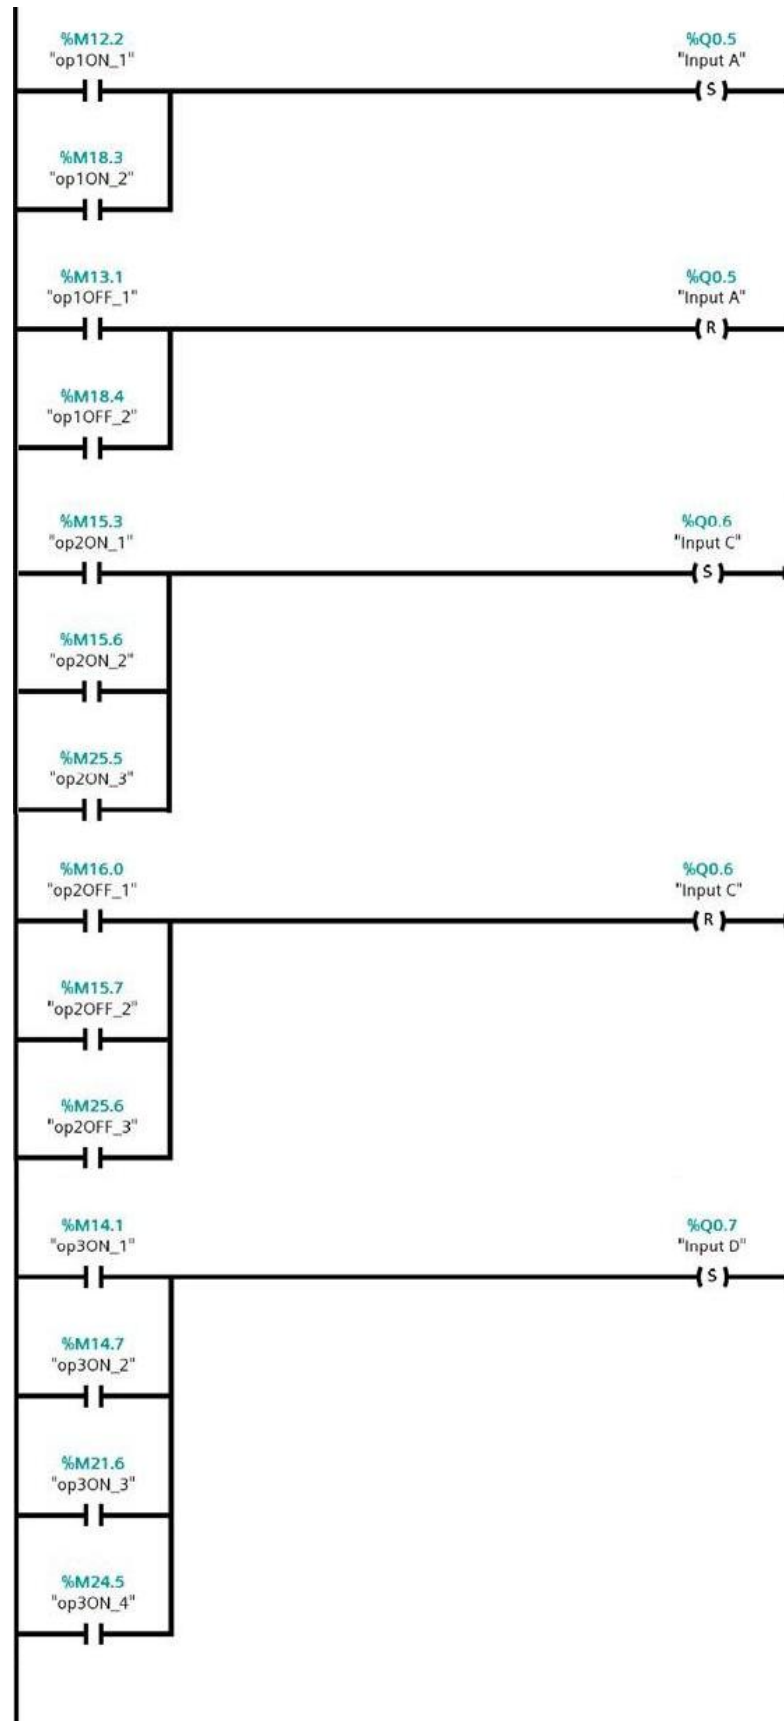 %M12.2 %Q0.5
"op1ON_1" "Input A"
S
%M18.3
"op1ON_2"
%M13.1 %Q0.5
"op1OFF_1" "Input A"
R
%M18.4
"op1OFF_2"
%M15.3 %Q0.6
"op2ON_1" "Input C"
S
%M15.6
"op2ON_2"
%M25.5
"op2ON_3"
%M16.0 %Q0.6
"op2OFF_1" "Input C"
R
%M15.7
"op2OFF_2"
%M25.6
"op2OFF_3"
%M14.1 %Q0.7
"op3ON_1" "Input D"
S
%M14.7
"op3ON_2"
%M21.6
"op3ON_3"
%M24.5
"op3ON_4"